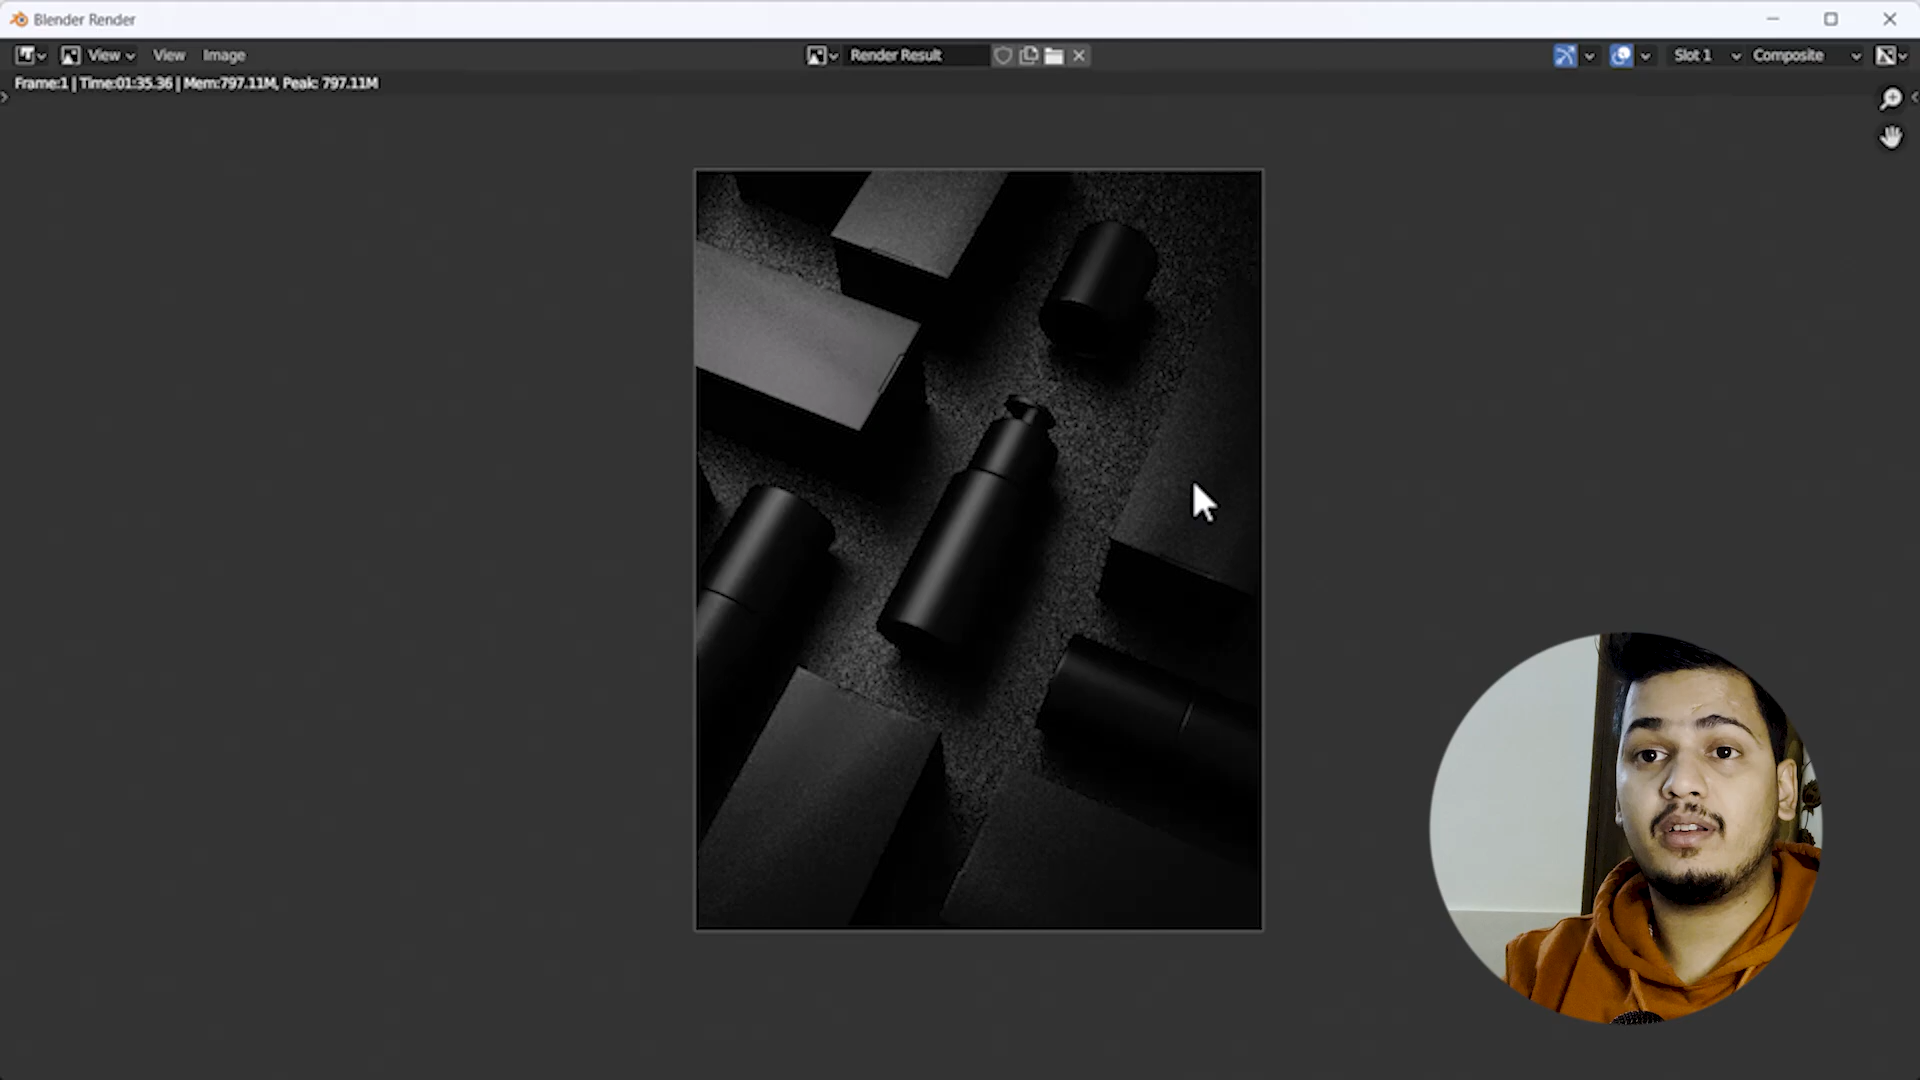 Blender Render
View View Image Render Result Slot 1 Composite
Frame:1 | Time:01:35.36 | Mem:797.11M, Peak: 797.11M